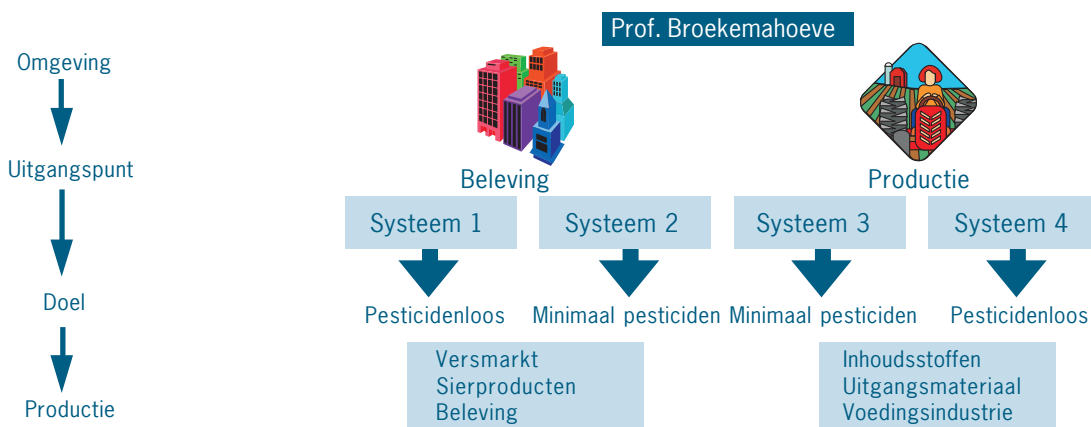 Prof. Broekemahoeve
Omgeving
Uitgangspunt
Doel
Productie
Beleving
Productie
Systeem 1
Systeem 2
Systeem 3
Systeem 4
Pesticidenloos
Minimaal pesticiden
Minimaal pesticiden
Pesticidenloos
Versmarkt
Sierproducten
Beleving
Inhoudsstoffen
Uitgangsmateriaal
Voedingsindustrie